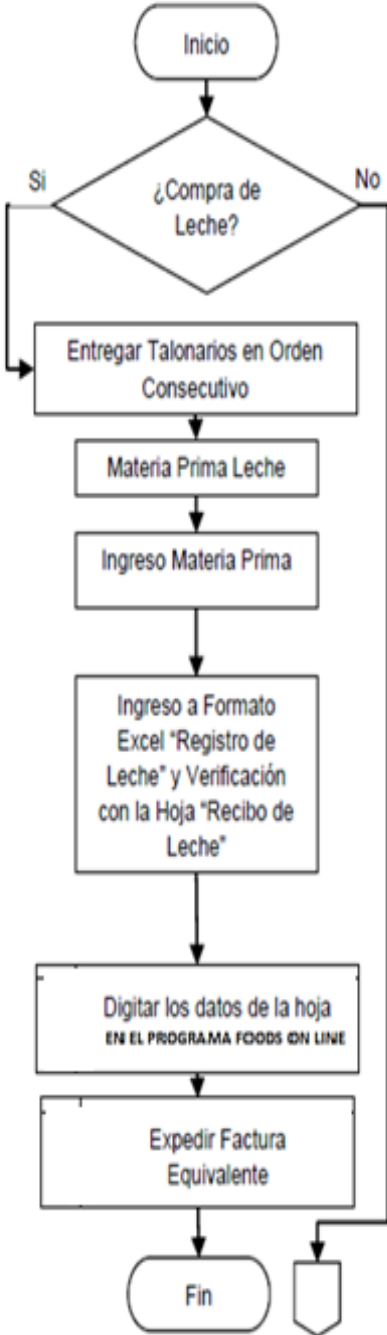 Inicio
¿Compra de
Leche?
Si
No
Entregar Talonarios en Orden
Consecutivo
Materia Prima Leche
Ingreso Materia Prima
Ingreso a Formato
Excel “Registro de
Leche” y Verificación
con la Hoja “Recibo de
Leche”
Digitar los datos de la hoja
EN EL PROGRAMA FOODS ON LINE
Expedir Factura
Equivalente
Fin